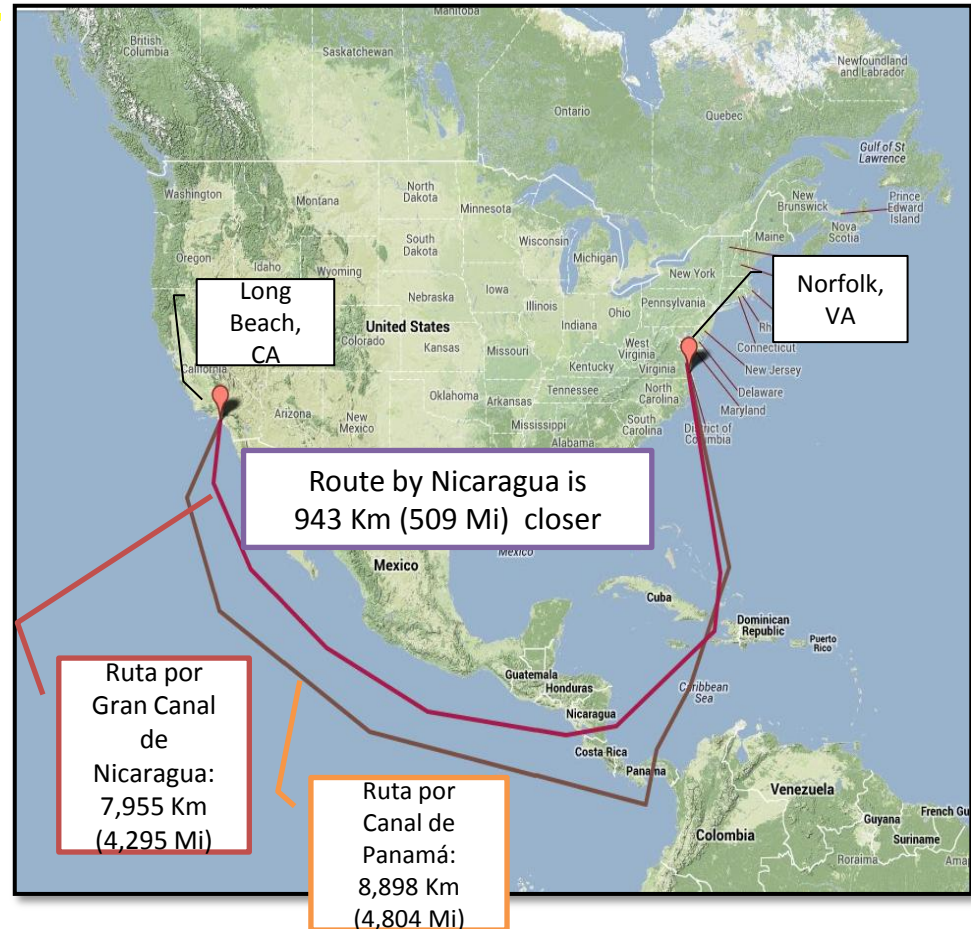 Manitoba
British
Columbia
Saskatchewan
Newfoundland
and Labrador
Ontario
Quebec
Gulf of St
Lawrence
Washington
Montana
North
Dakota
Minnesota
New
Brunswick
Prince
Edward
Island
Nova
Scotia
Maine
Oregon
Idaho
Wyoming
South
Dakota
Wisconsin
Michigan
New York
Long
Beach,
CA
Norfolk,
VA
Nebraska
Iowa
Illinois
Indiana
Ohio
Pennsylvania
Rh
Connecticut
New Jersey
Delaware
Maryland
District of
Columbia
United States
Colorado
Kansas
Missouri
West
Virginia
Kentucky
Virginia
California
Arizona
New
Mexico
Oklahoma
Arkansas
Tennessee
North
Carolina
Mississippi
Alabama
South
Carolina
Route by Nicaragua is
943 Km (509 Mi) closer
Mexico
Mexico
Cuba
Dominican
Republic
Puerto
Rico
Guatemala
Honduras
Caribbean
Sea
Nicaragua
Costa Rica
Panama
Venezuela
Guyana
French Gu
Suriname
Colombia
Roraima
Ama
Ruta por
Gran Canal
de
Nicaragua:
7,955 Km
(4,295 Mi)
Ruta por
Canal de
Panamá:
8,898 Km
(4,804 Mi)